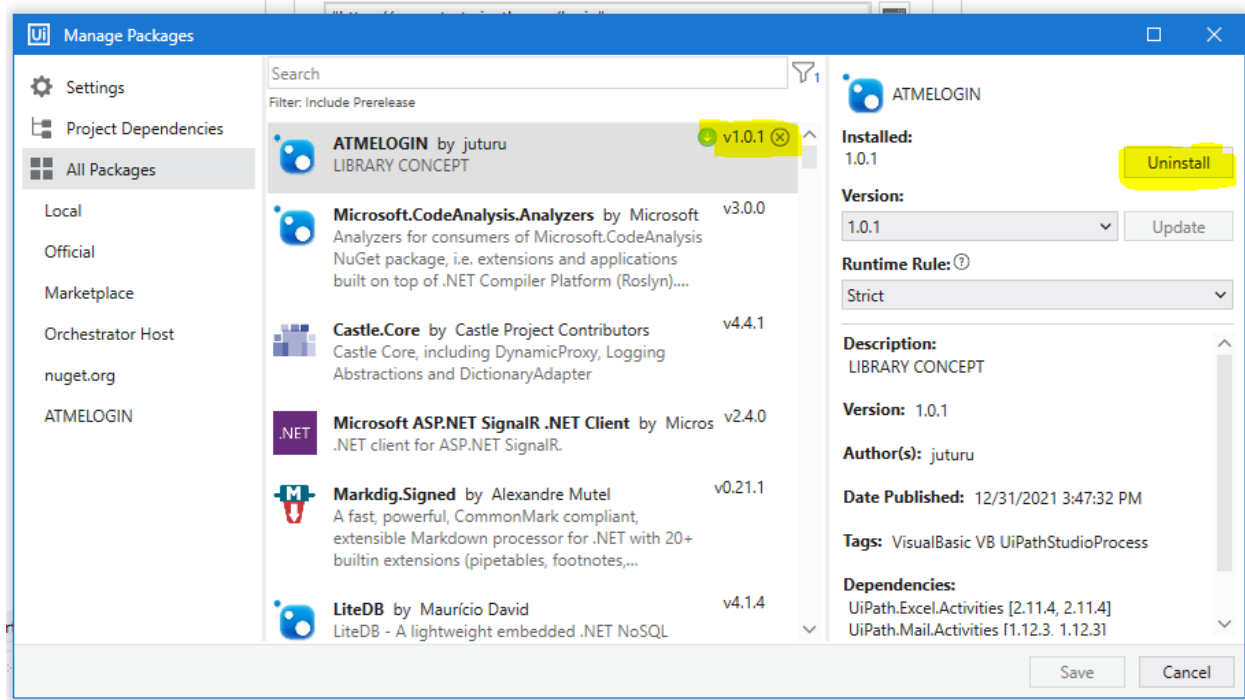 Ui Manage Packages
Settings
Project Dependencies
All Packages
Local
Official
Marketplace
Orchestrator Host
nuget.org
ATMELOGIN
Search
1
Filter: Include Prerelease
ATMELOGIN by juturu
v1.0.1
LIBRARY CONCEPT
Microsoft.CodeAnalysis.Analyzers by Microsoft
v3.0.0
Analyzers for consumers of Microsoft.CodeAnalysis
NuGet package, i.e. extensions and applications
built on top of .NET Compiler Platform (Roslyn)....
Castle.Core by Castle Project Contributors
v4.4.1
Castle Core, including DynamicProxy, Logging
Abstractions and DictionaryAdapter
.NET
Microsoft ASP.NET SignalR .NET Client by Micros
v2.4.0
.NET client for ASP.NET SignalR.
M
Markdig.Signed by Alexandre Mutel
v0.21.1
A fast, powerful, CommonMark compliant,
extensible Markdown processor for .NET with 20+
builtin extensions (pipetables, footnotes,...
LiteDB by Maurício David
v4.1.4
LiteDB - A lightweight embedded .NET NoSQL
ATMELOGIN
Installed:
1.0.1
Uninstall
Version:
1.0.1
Update
Runtime Rule: ?
Strict
Description:
LIBRARY CONCEPT
Version: 1.0.1
Author(s): juturu
Date Published: 12/31/2021 3:47:32 PM
Tags: VisualBasic VB UiPathStudioProcess
Dependencies:
UiPath.Excel.Activities [2.11.4, 2.11.4]
UiPath.Mail.Activities [1.12.3, 1.12.3]
Save
Cancel